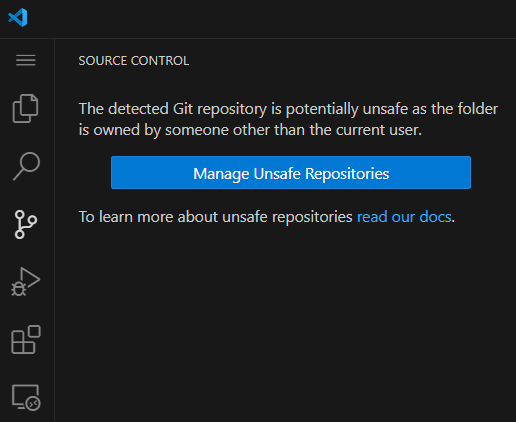 SOURCE CONTROL
The detected Git repository is potentially unsafe as the folder
is owned by someone other than the current user.
Manage Unsafe Repositories
To learn more about unsafe repositories read our docs.